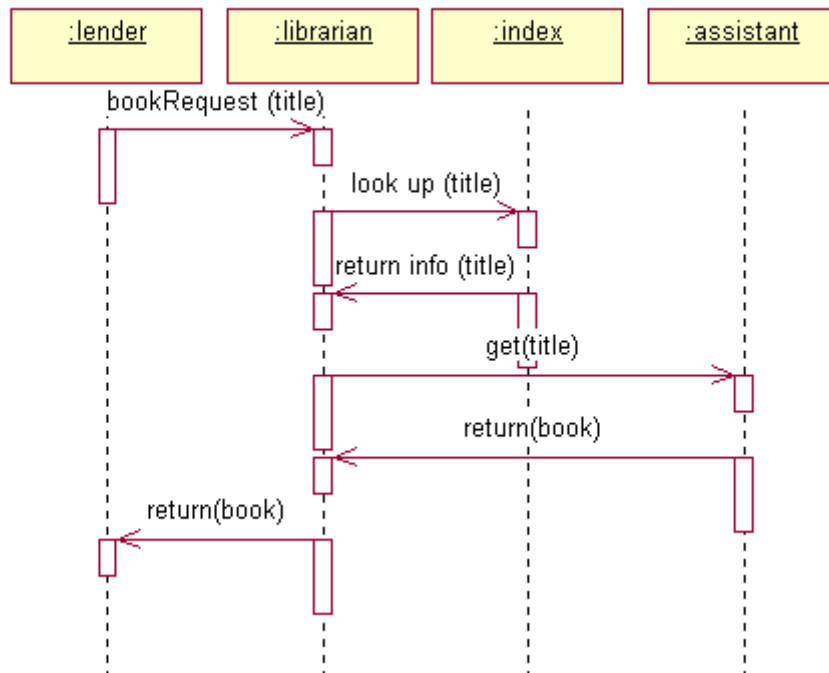 :lender
:librarian
:index
:assistant
bookRequest (title)
look up (title)
return info (title)
get(title)
return(book)
return(book)